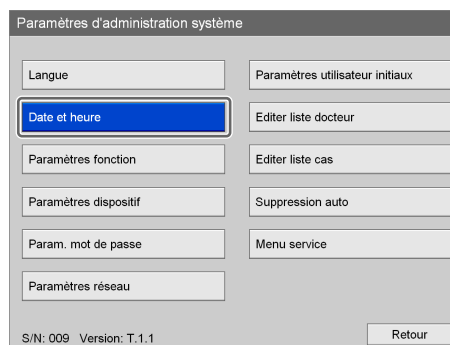 Paramètres d'administration système
Langue
Paramètres utilisateur initiaux
Date et heure
Editer liste docteur
Paramètres fonction
Editer liste cas
Paramètres dispositif
Suppression auto
Param. mot de passe
Menu service
Paramètres réseau
S/N: 009 Version: T.1.1
Retour